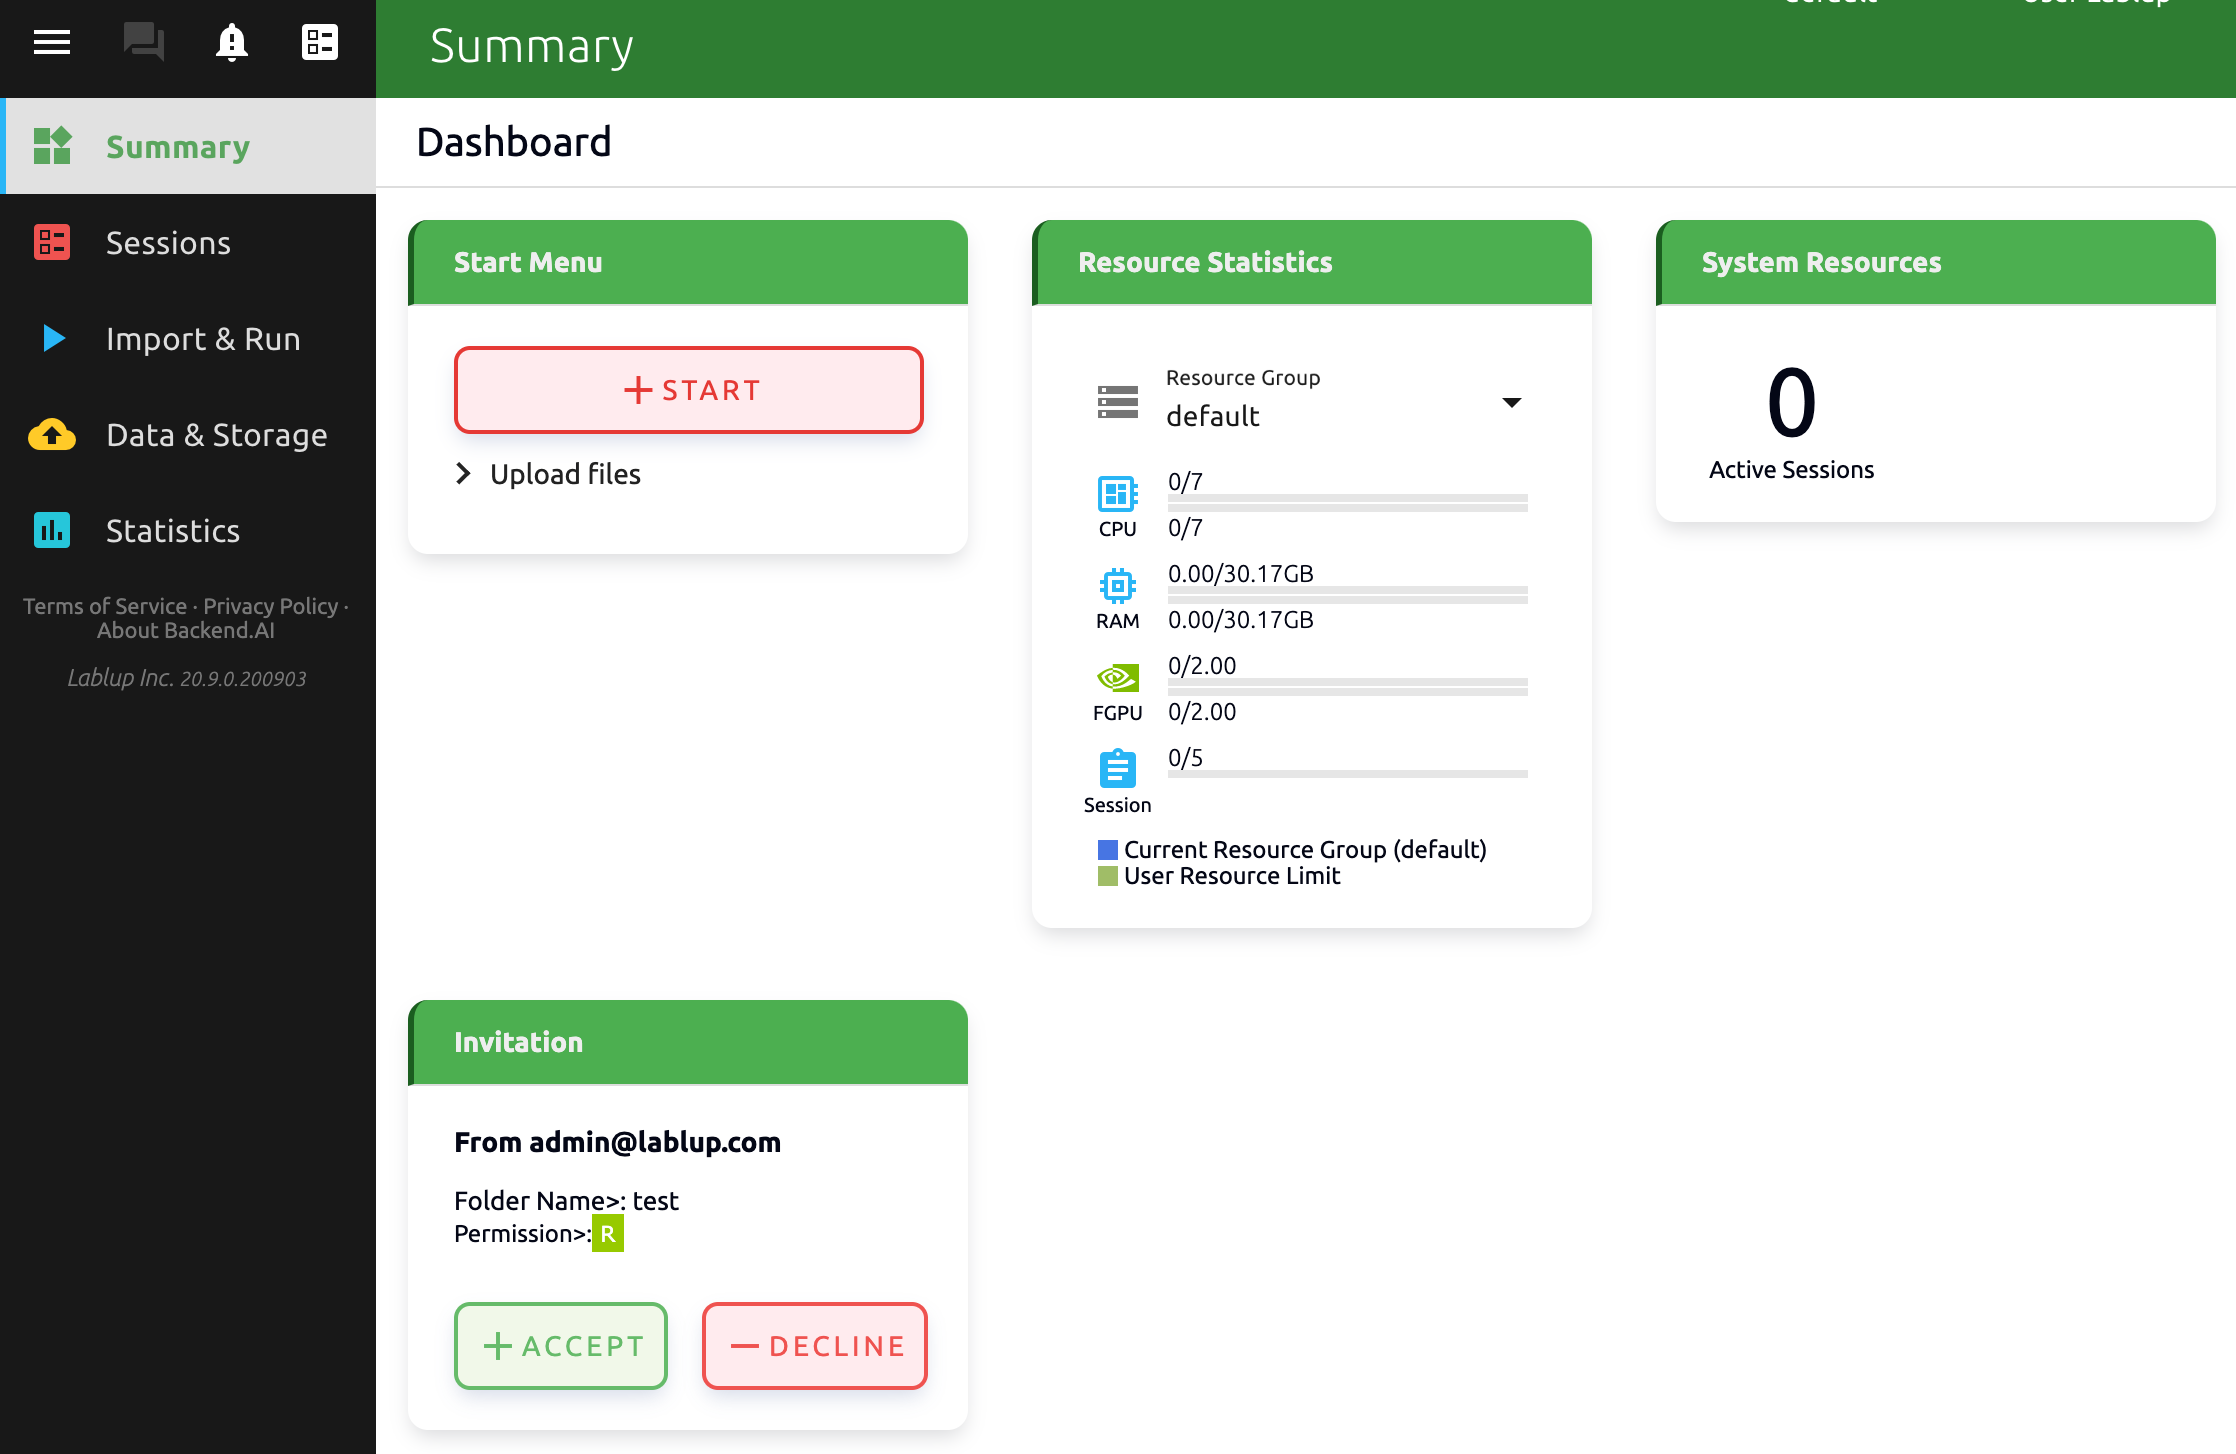 Summary
Summary
Sessions
Import & Run
Data & Storage
Statistics
Terms of Service · Privacy Policy ·
About Backend.AI
Lablup Inc. 20.9.0.200903
Dashboard
Start Menu
START
Upload files
Resource Statistics
Resource Group
default
0/7
CPU
0/7
0.00/30.17GB
RAM
0.00/30.17GB
0/2.00
FGPU
0/2.00
0/5
Session
Current Resource Group (default)
User Resource Limit
System Resources
0
Active Sessions
Invitation
From admin@lablup.com
Folder Name>: test
Permission>: R
ACCEPT
DECLINE